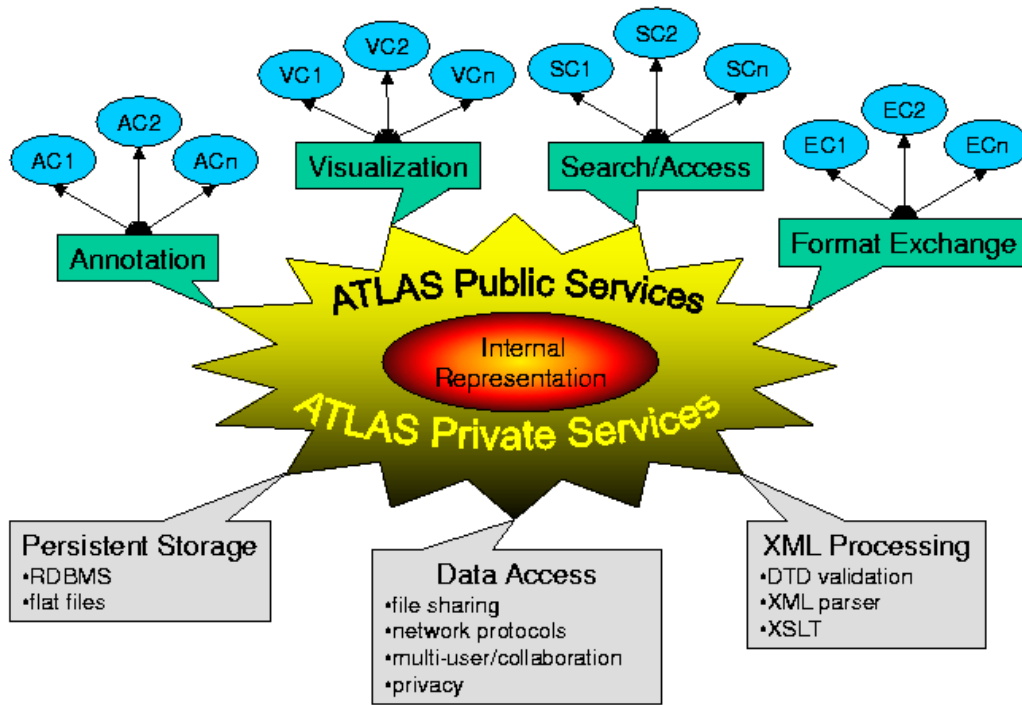 VC1
VC2
VCn
SC1
SC2
SCn
AC1
AC2
ACn
EC1
EC2
ECn
Visualization
Search/Access
Annotation
Format Exchange
ATLAS Public Services
Internal
Representation
ATLAS Private Services
Persistent Storage
•RDBMS
•flat files
Data Access
•file sharing
•network protocols
•multi-user/collaboration
•privacy
XML Processing
•DTD validation
•XML parser
•XSLT